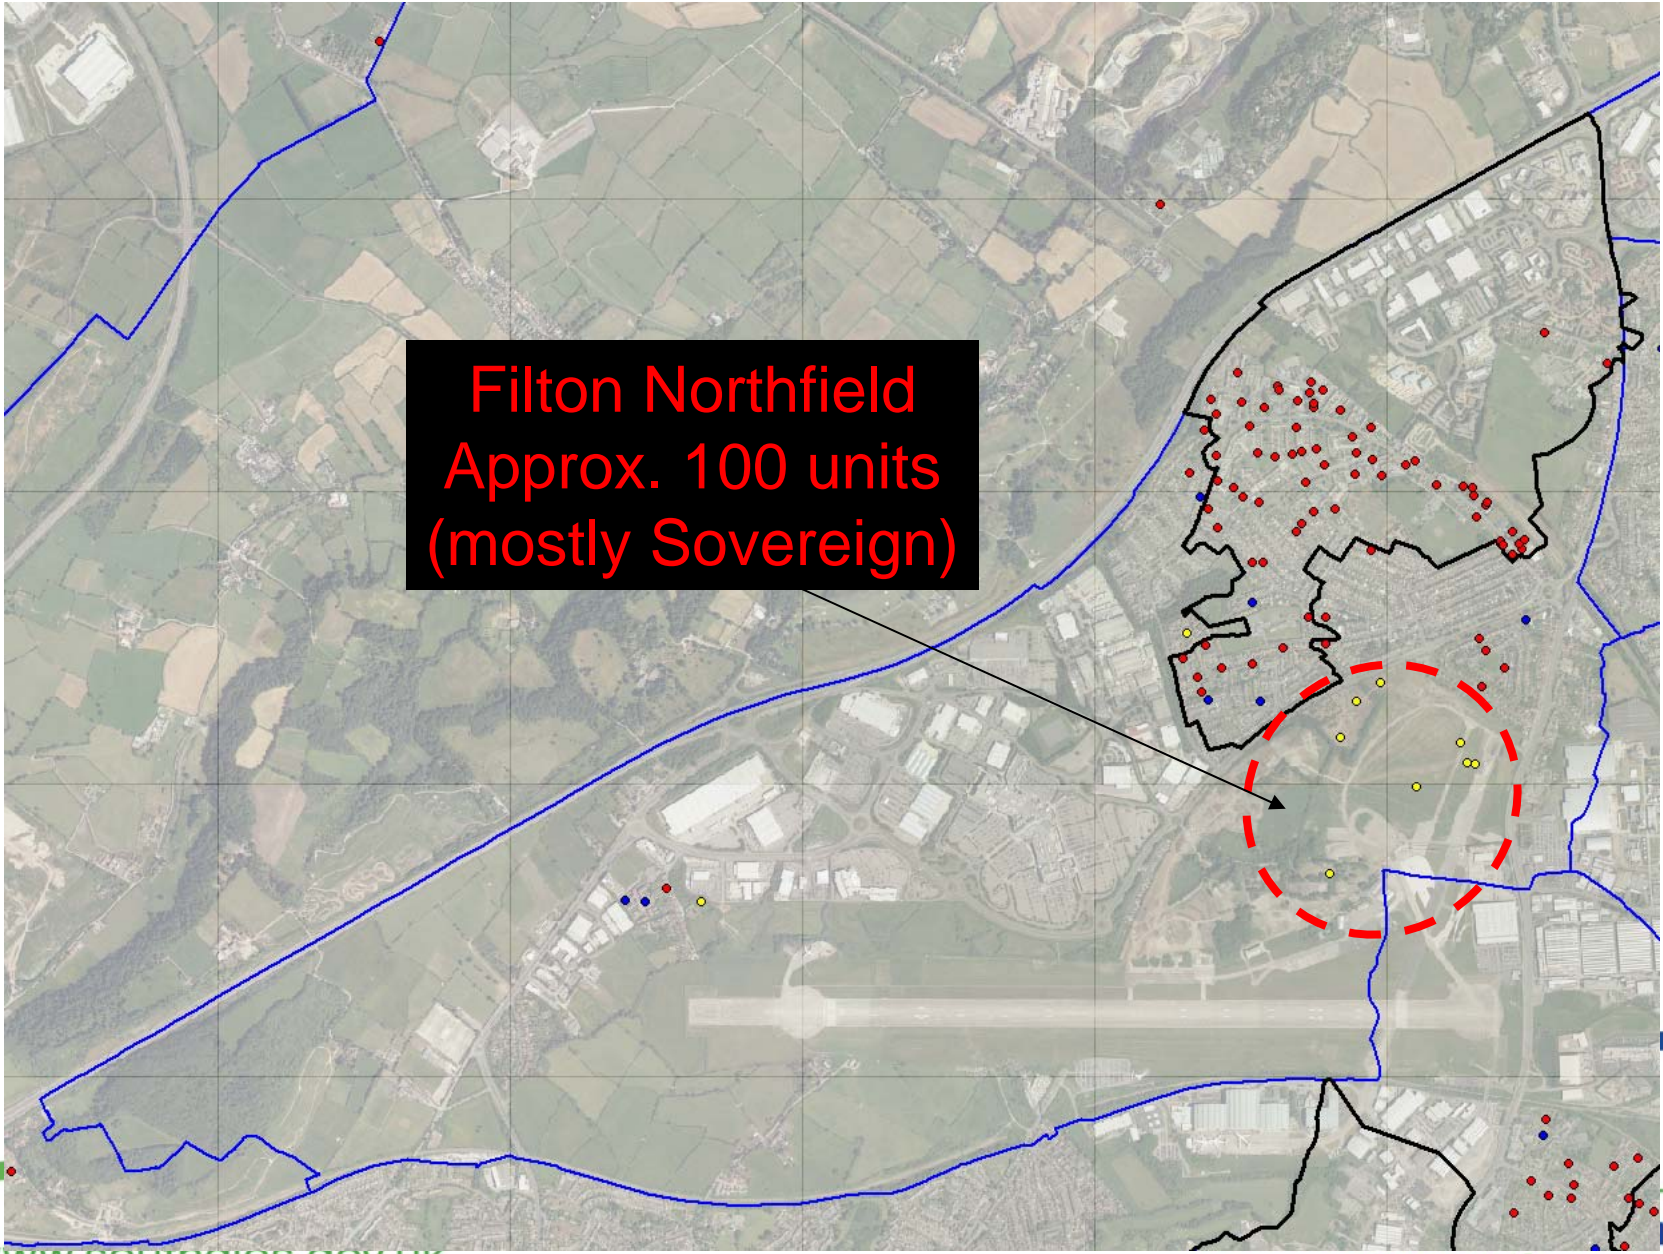 Filton Northfield
Approx. 100 units
(mostly Sovereign)